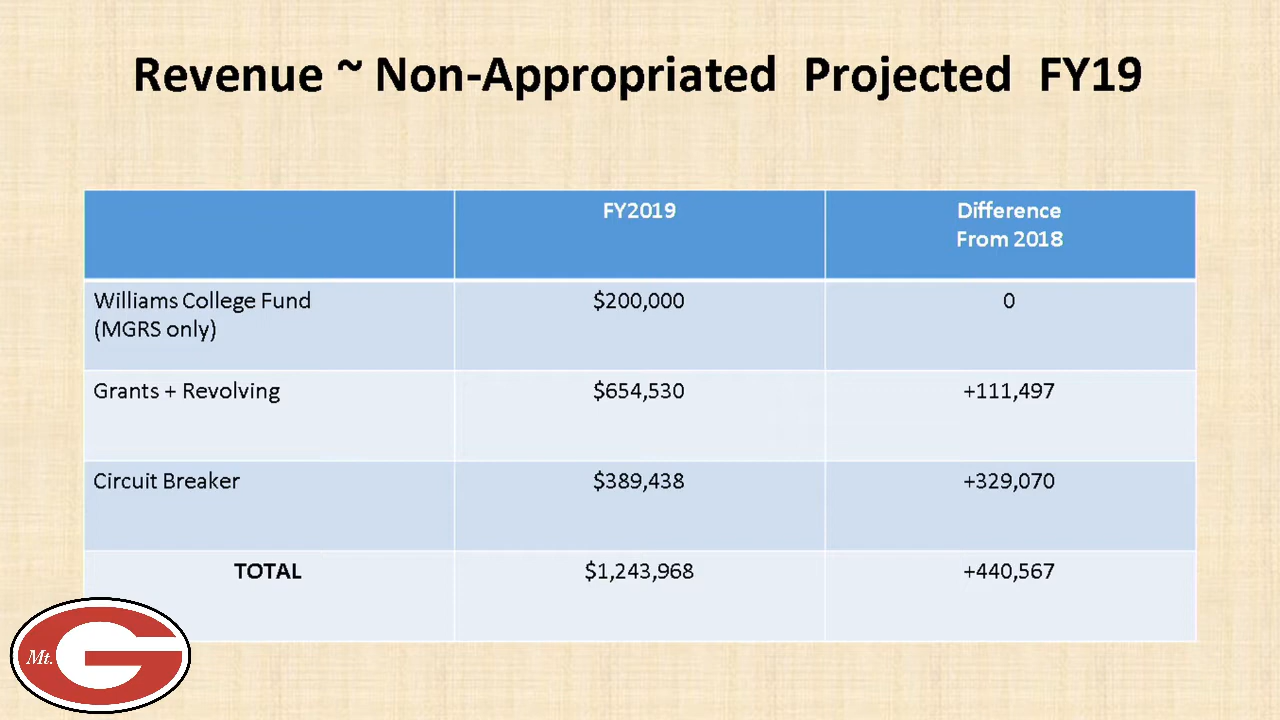 Revenue ~ Non-Appropriated Projected FY19
FY2019
Difference
From 2018
Williams College Fund
(MGRS only)
$200,000
0
Grants + Revolving
$654,530
+111,497
Circuit Breaker
$389,438
+329,070
TOTAL
$1,243,968
+440,567
Mt. G